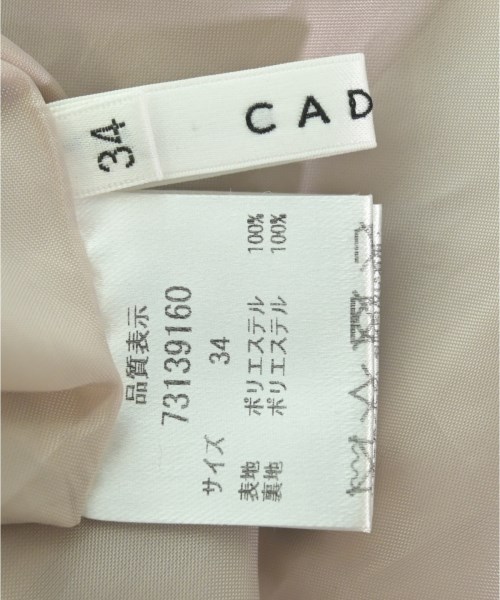 34
CAD
品質表示
73139160
サイズ 34
表地 ポリエステル 100%
裏地 ポリエステル 100%